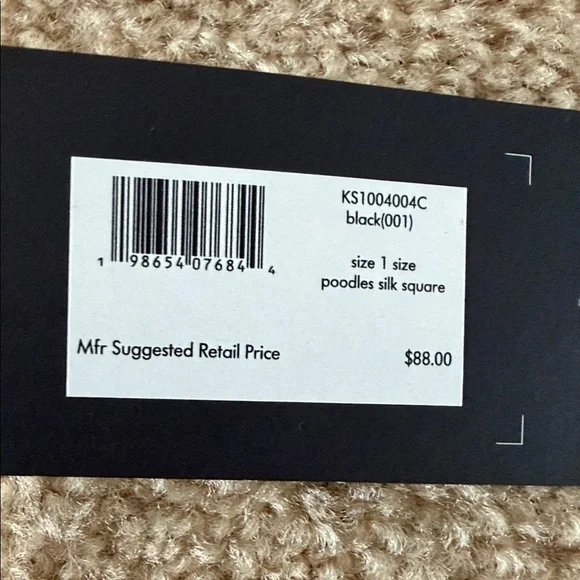 1 98654 07684 4
KS1004004C
black(001)
size 1 size
poodles silk square
Mfr Suggested Retail Price
$88.00